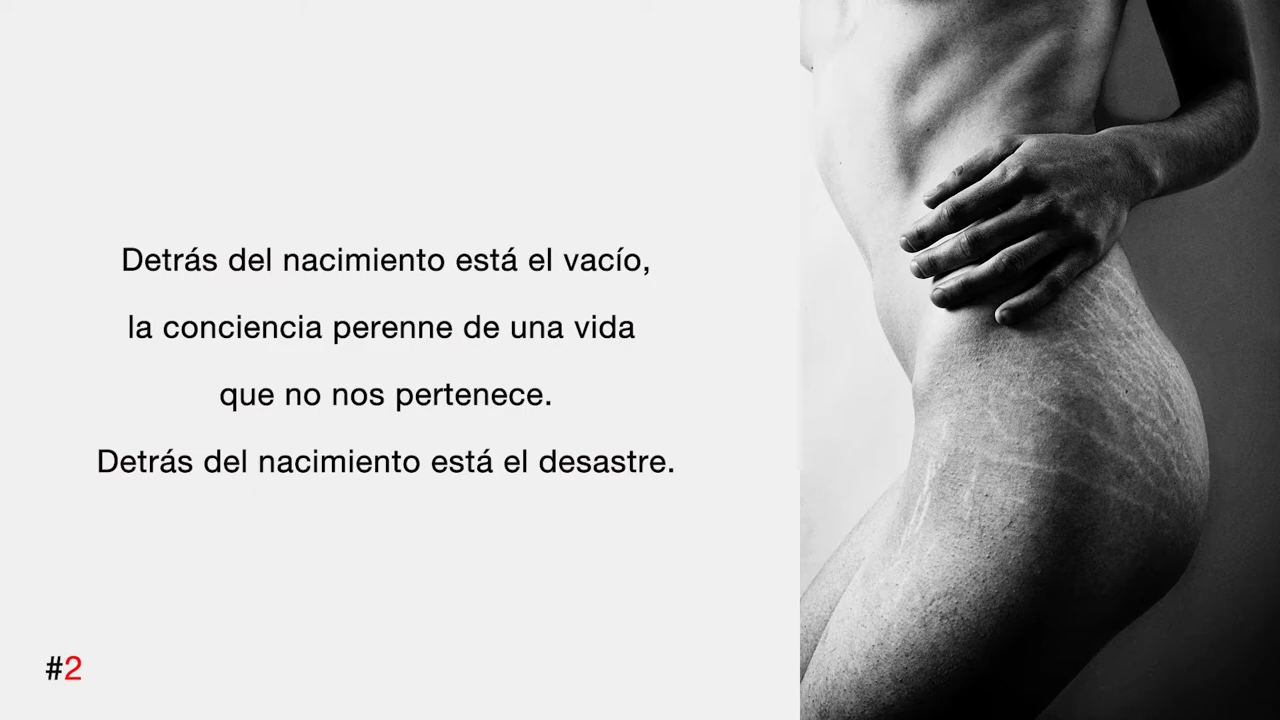 Detrás del nacimiento está el vacío,
la conciencia perenne de una vida
que no nos pertenece.
Detrás del nacimiento está el desastre.
#2